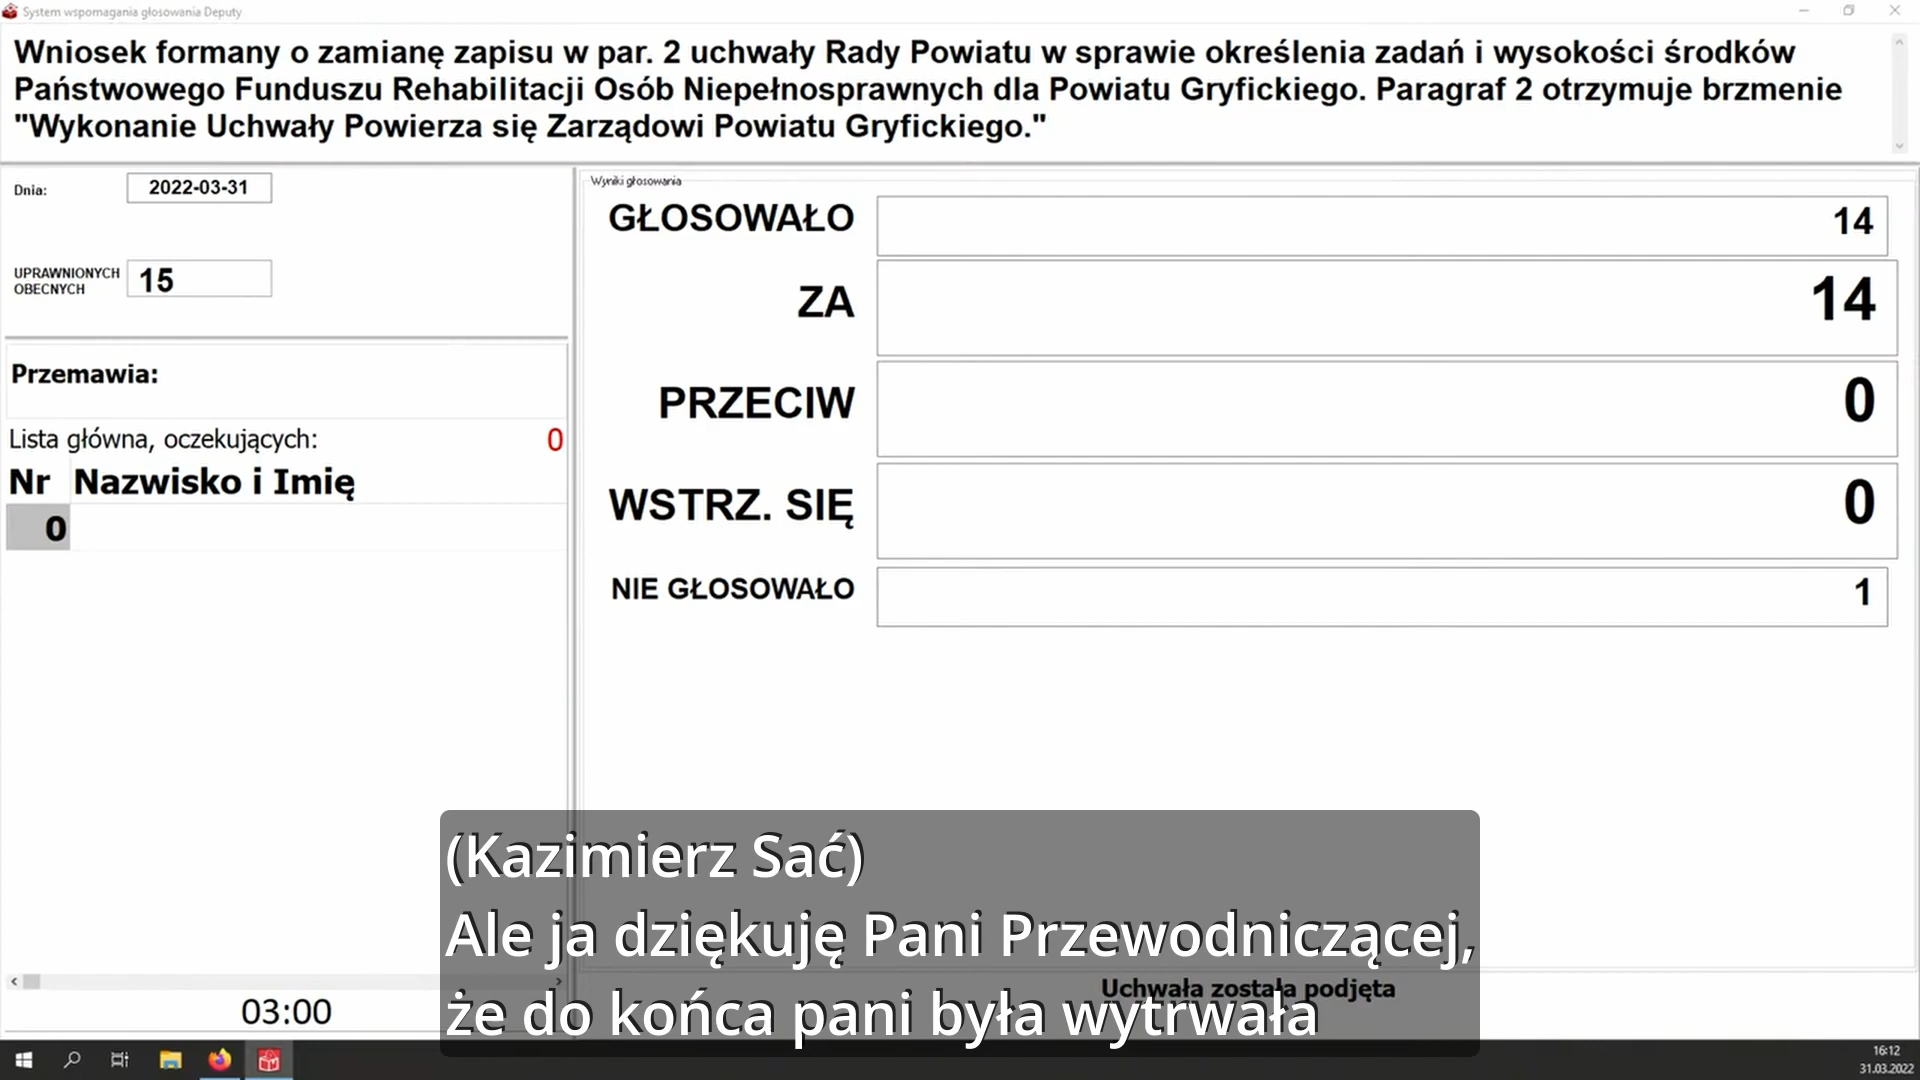 System wspomagania głosowania Deputy
Wniosek formany o zamianę zapisu w par. 2 uchwały Rady Powiatu w sprawie określenia zadań i wysokości środków
Państwowego Funduszu Rehabilitacji Osób Niepełnosprawnych dla Powiatu Gryfickiego. Paragraf 2 otrzymuje brzmenie
"Wykonanie Uchwały Powierza się Zarządowi Powiatu Gryfickiego."
Dnia: 2022-03-31
UPRAWNIONYCH
OBECNYCH 15
Przemawia:
Lista główna, oczekujących: 0
Nr Nazwisko i Imię
0
03:00
Wyniki głosowania
GŁOSOWAŁO 14
ZA 14
PRZECIW 0
WSTRZ. SIĘ 0
NIE GŁOSOWAŁO 1
Uchwała została podjęta
(Kazimierz Sać)
Ale ja dziękuję Pani Przewodniczącej,
że do końca pani była wytrwała
16:12
31.03.2022